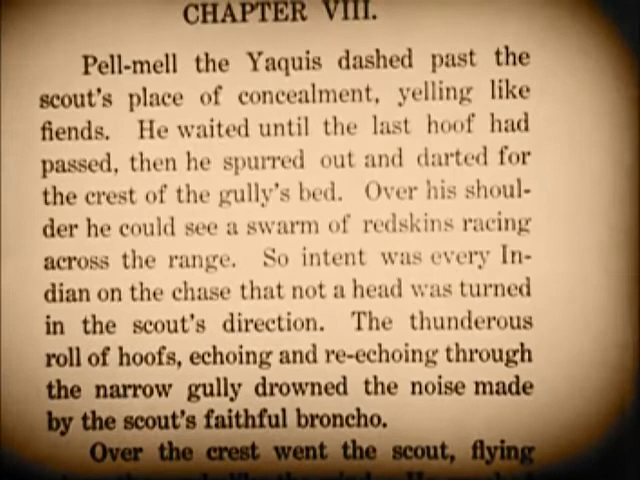 CHAPTER VIII.
Pell-mell the Yaquis dashed past the
scout's place of concealment, yelling like
fiends. He waited until the last hoof had
passed, then he spurred out and darted for
the crest of the gully's bed. Over his shoul-
der he could see a swarm of redskins racing
across the range. So intent was every In-
dian on the chase that not a head was turned
in the scout's direction. The thunderous
roll of hoofs, echoing and re-echoing through
the narrow gully drowned the noise made
by the scout's faithful broncho.
Over the crest went the scout, flying